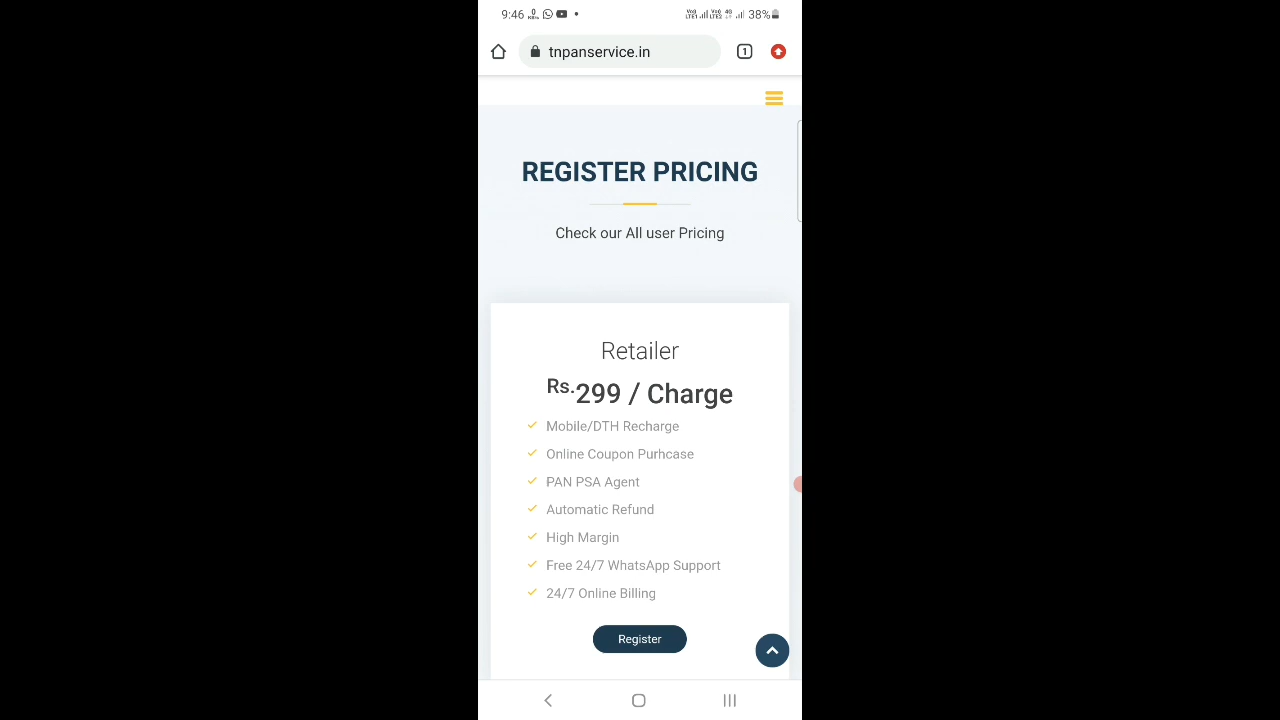 9:46 38%
tnpanservice.in 1
REGISTER PRICING
Check our All user Pricing
Retailer
Rs.299 / Charge
Mobile/DTH Recharge
Online Coupon Purhcase
PAN PSA Agent
Automatic Refund
High Margin
Free 24/7 WhatsApp Support
24/7 Online Billing
Register